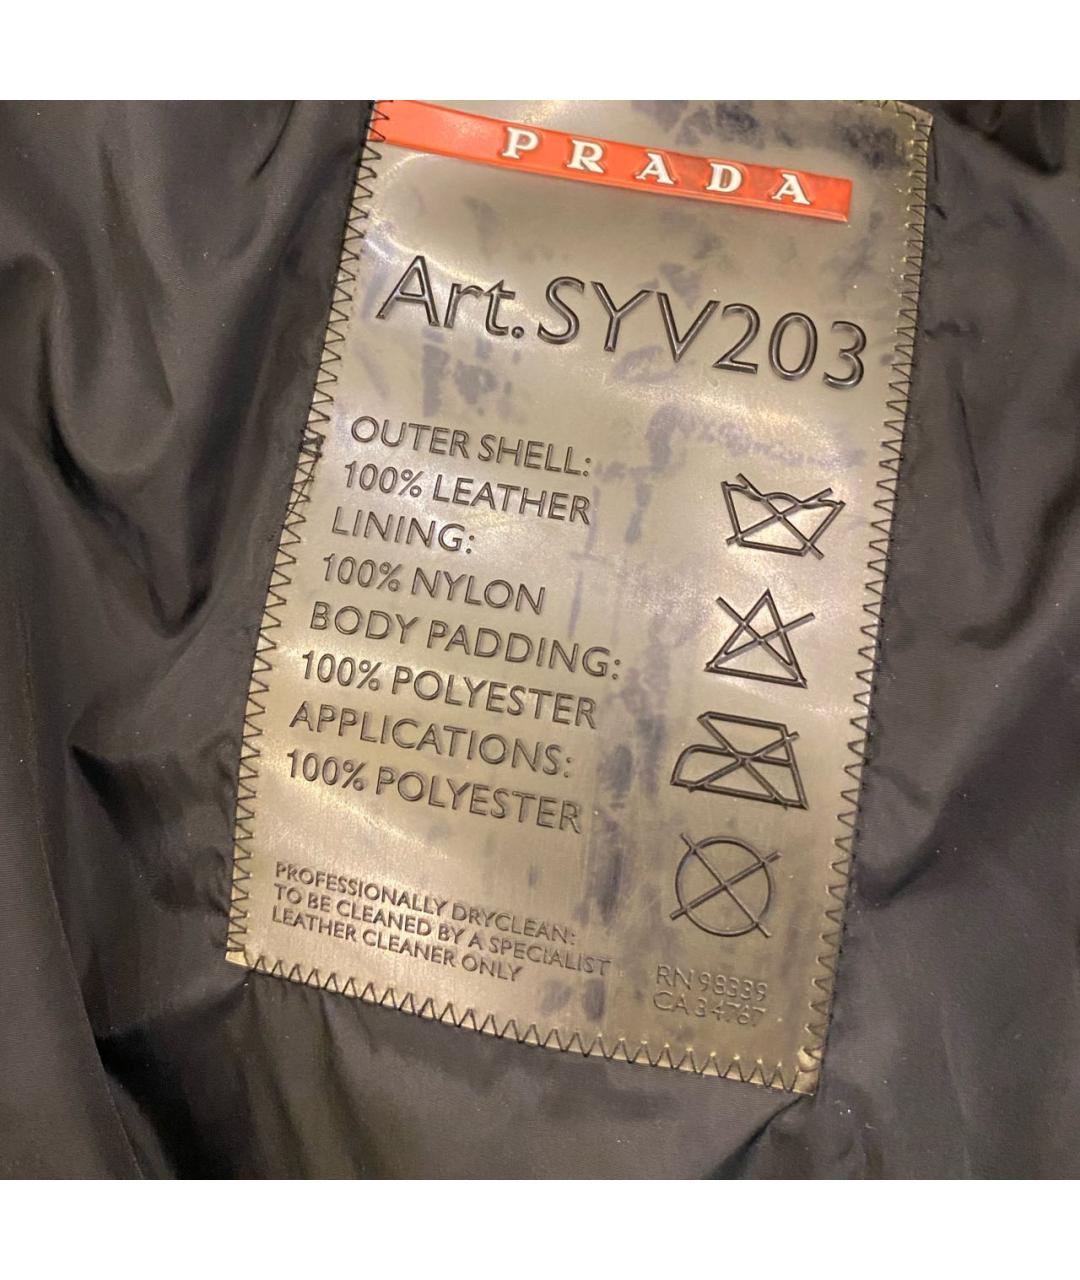 PRADA
Art. SYV203
OUTER SHELL:
100% LEATHER
LINING:
100% NYLON
BODY PADDING:
100% POLYESTER
APPLICATIONS:
100% POLYESTER
PROFESSIONALLY DRYCLEAN:
TO BE CLEANED BY A SPECIALIST
LEATHER CLEANER ONLY
RN 98339
CA 34767